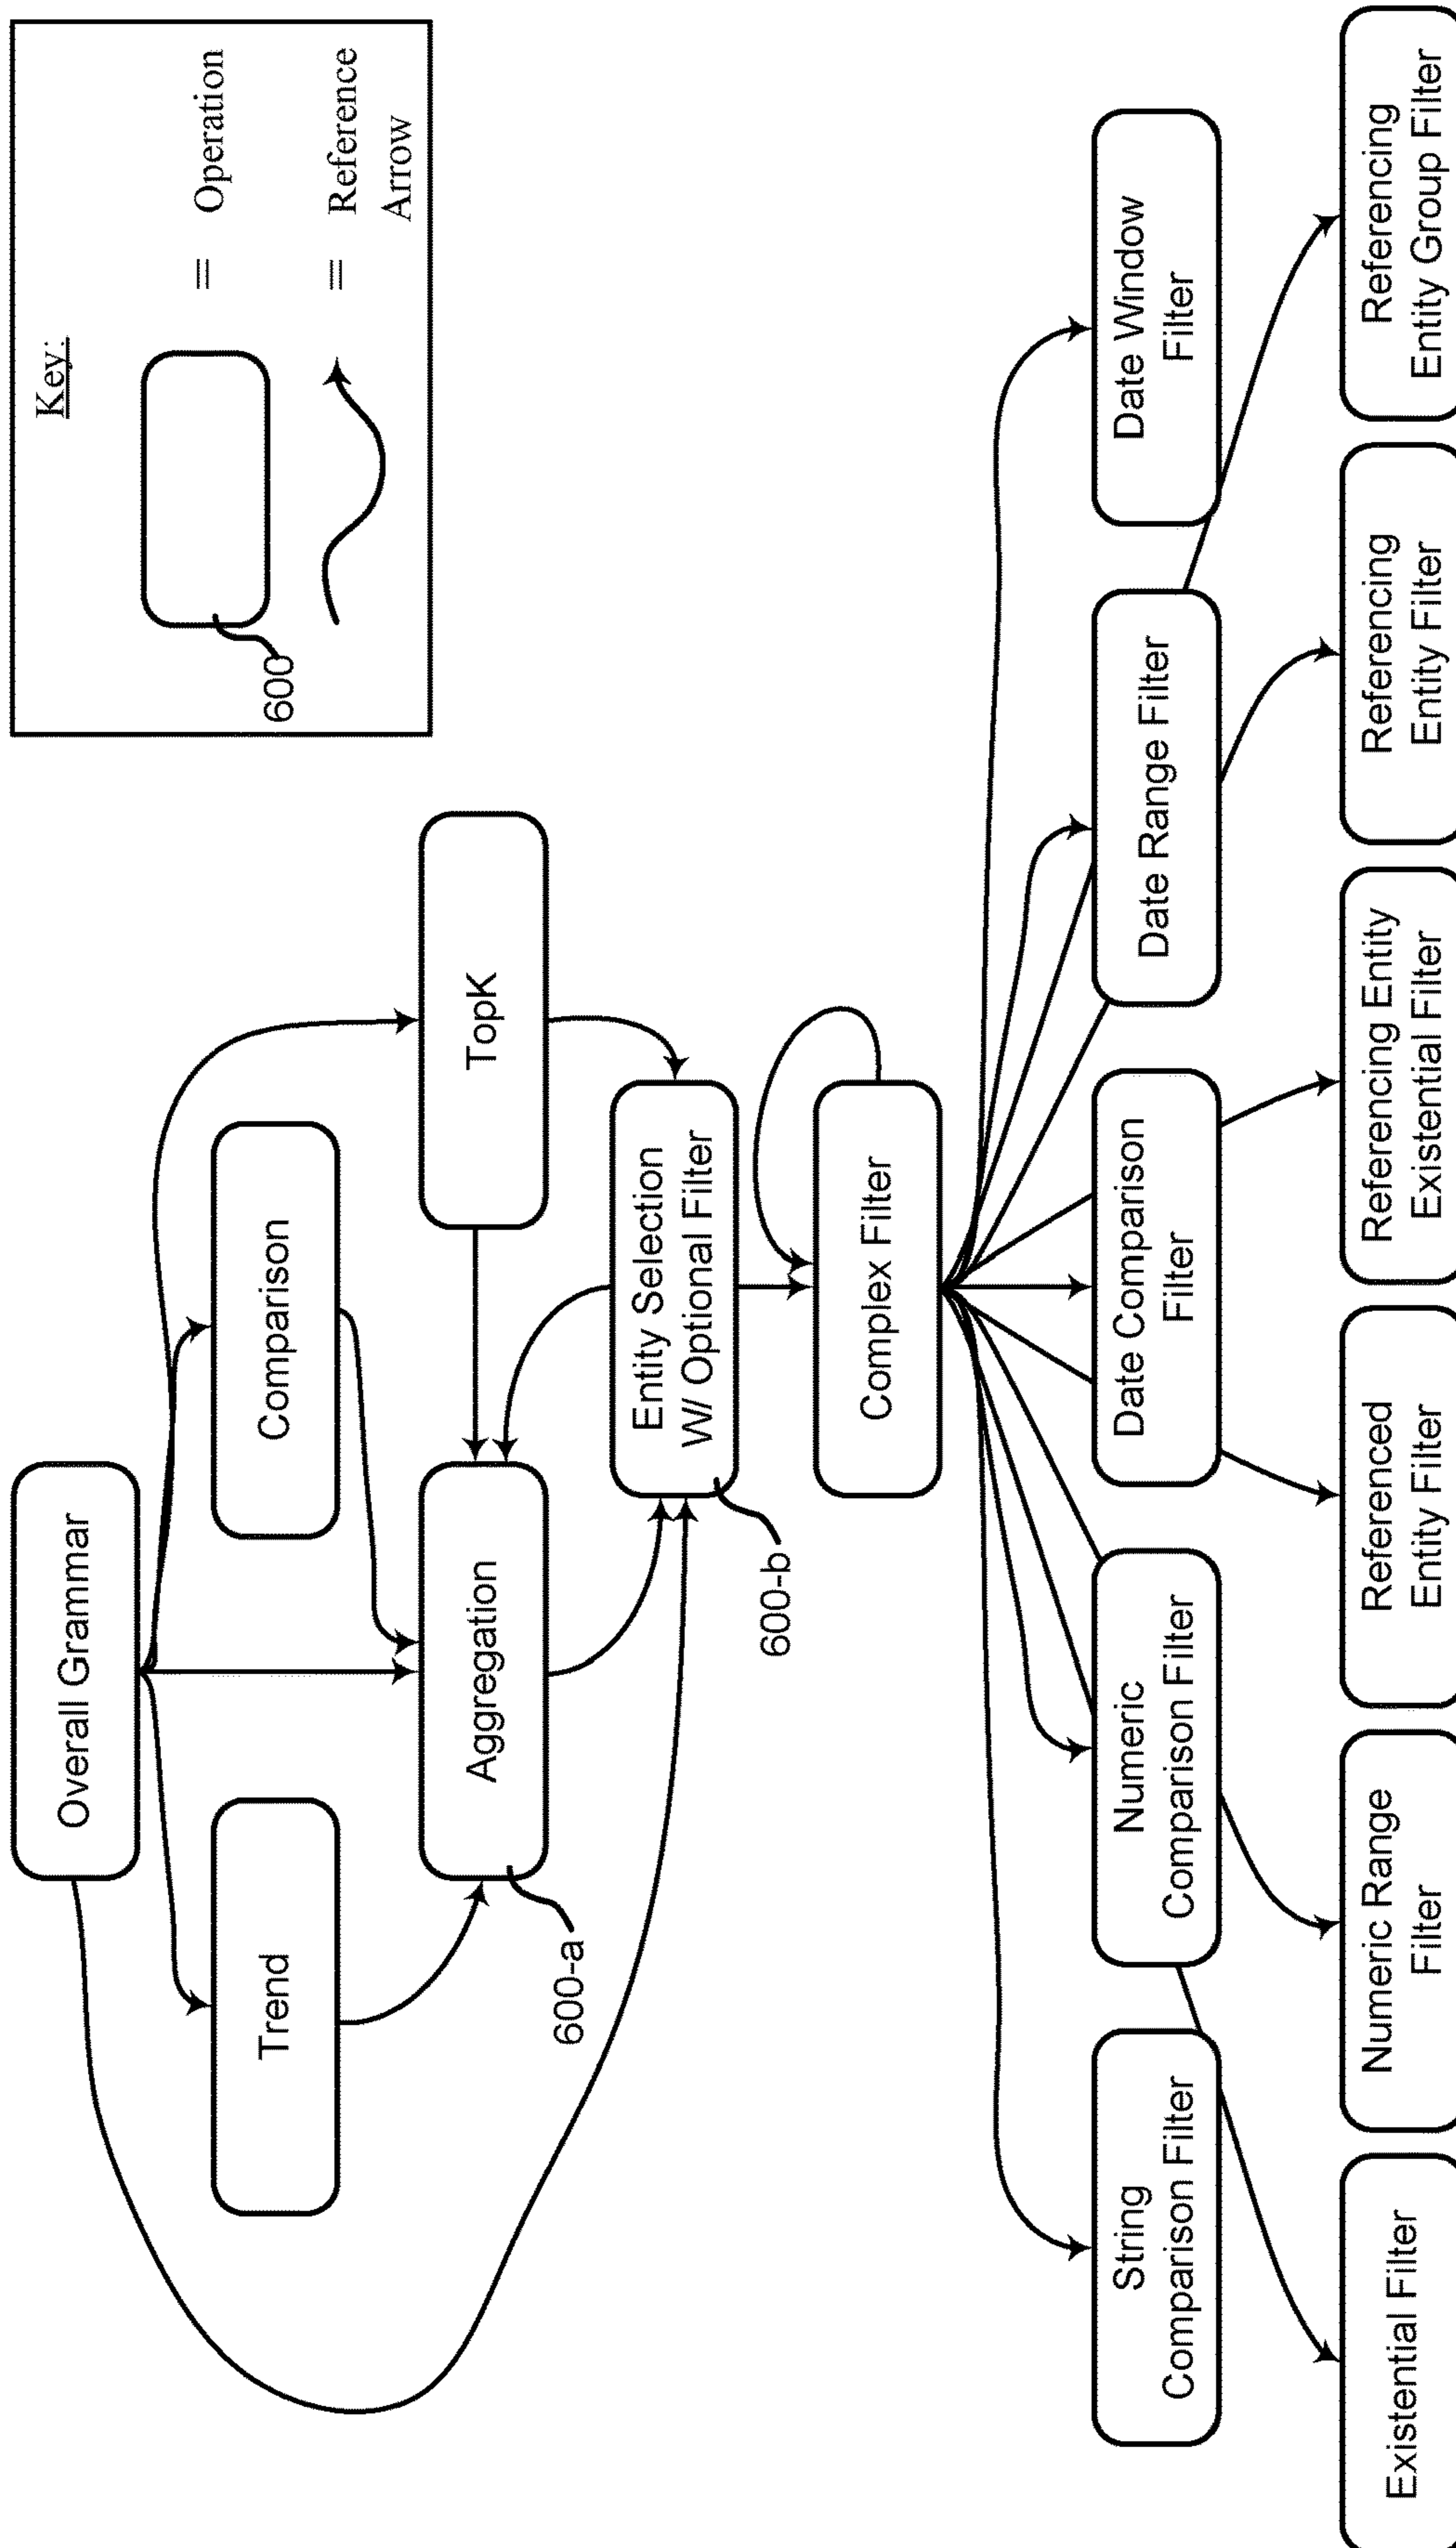 Key:
600
= Operation
= Reference
Arrow
Overall Grammar
Trend
Comparison
Aggregation
TopK
600-a
Entity Selection
W/ Optional Filter
600-b
Complex Filter
String
Comparison Filter
Numeric
Comparison Filter
Date Comparison
Filter
Date Range Filter
Date Window
Filter
Existential Filter
Numeric Range
Filter
Referenced
Entity Filter
Referencing Entity
Existential Filter
Referencing
Entity Filter
Referencing
Entity Group Filter